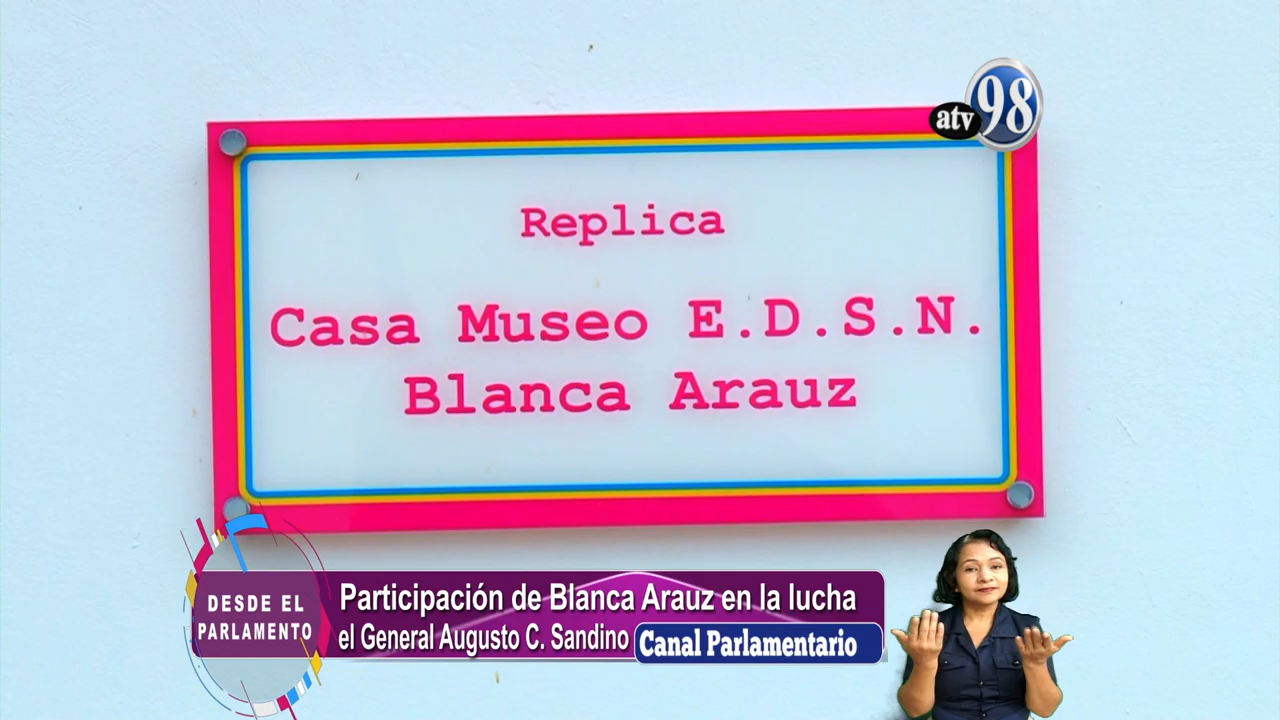 atv 98
Replica
Casa Museo E.D.S.N.
Blanca Arauz
DESDE EL
PARLAMENTO
Participación de Blanca Arauz en la lucha
el General Augusto C. Sandino
Canal Parlamentario